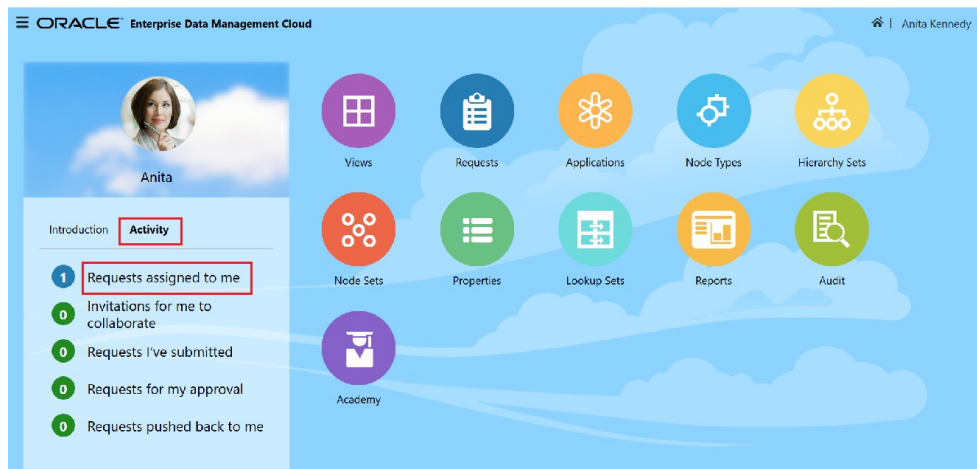 ORACLE Enterprise Data Management Cloud
Anita Kennedy
Anita
Introduction Activity
1 Requests assigned to me
0 Invitations for me to
collaborate
0 Requests I've submitted
0 Requests for my approval
0 Requests pushed back to me
Views Requests Applications Node Types Hierarchy Sets
Node Sets Properties Lookup Sets Reports Audit
Academy